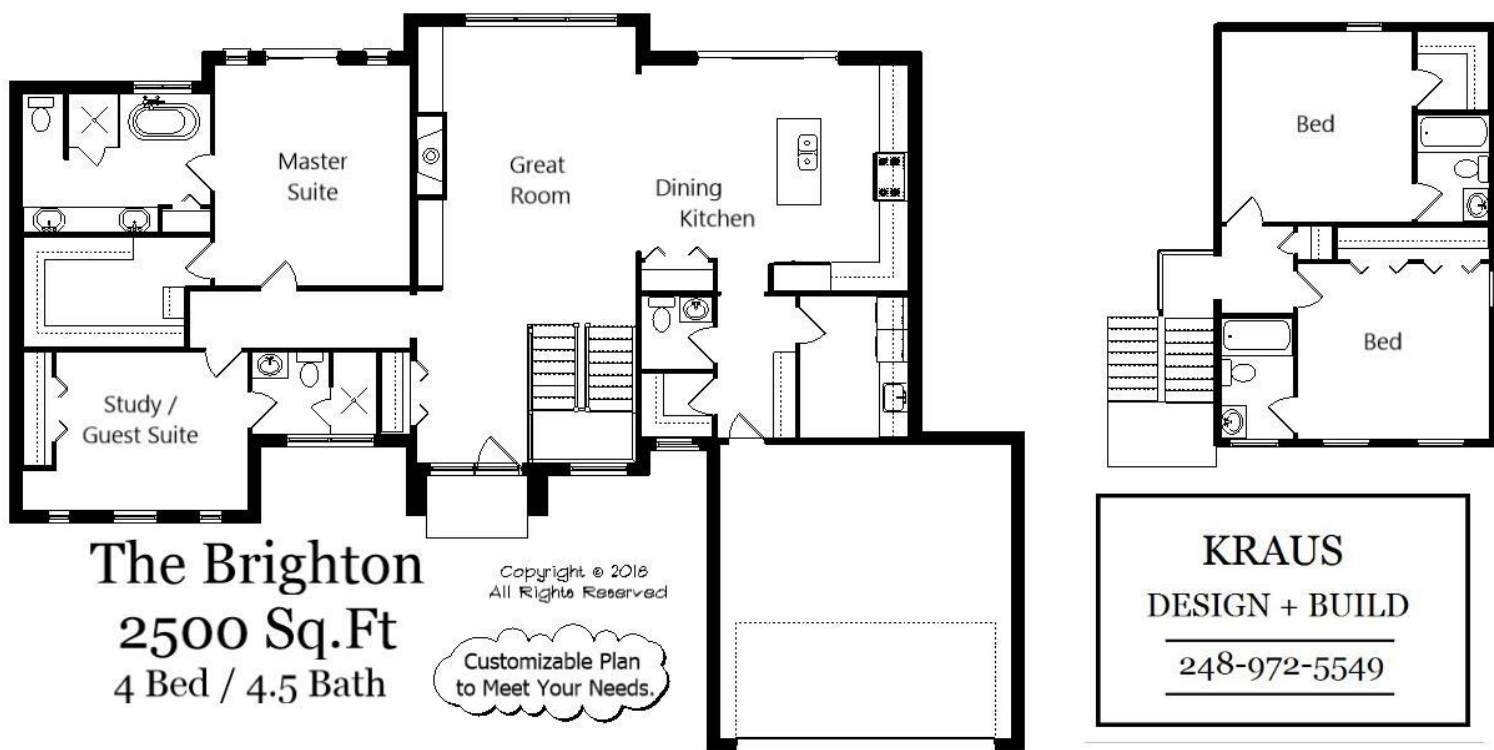 Master
Suite
Great
Room
Dining
Kitchen
Study /
Guest Suite
Bed
Bed
The Brighton
2500 Sq.Ft
4 Bed / 4.5 Bath
Copyright © 2018
All Rights Reserved
Customizable Plan
to Meet Your Needs.
KRAUS
DESIGN + BUILD
248-972-5549